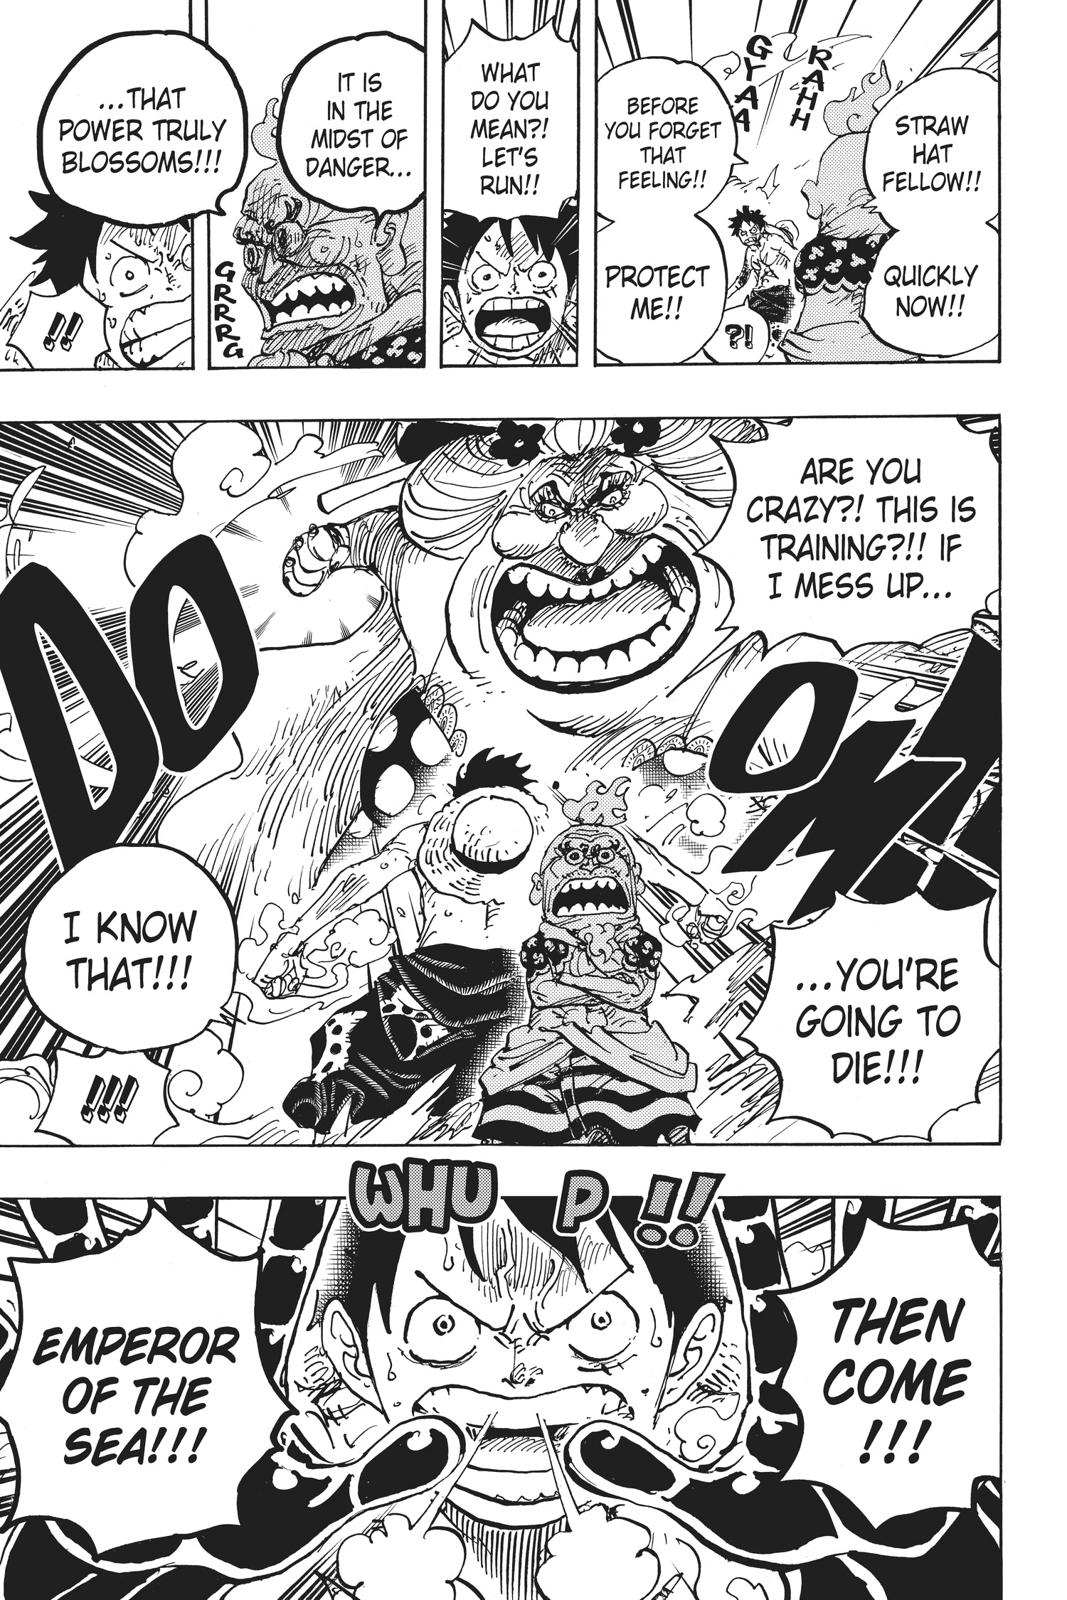 STRAW
HAT
FELLOW!!
QUICKLY
NOW!!
RAHH
GYAA
BEFORE
YOU FORGET
THAT
FEELING!!
PROTECT
ME!!
?!
WHAT
DO YOU
MEAN?!
LET'S
RUN!!
IT IS
IN THE
MIDST OF
DANGER...
GRRRG
...THAT
POWER TRULY
BLOSSOMS!!!
!!
ARE YOU
CRAZY?! THIS IS
TRAINING?!! IF
I MESS UP...
DOOM!!
...YOU'RE
GOING TO
DIE!!!
I KNOW
THAT!!!
!!!!
WHUP!!
THEN
COME
!!!
EMPEROR
OF THE
SEA!!!